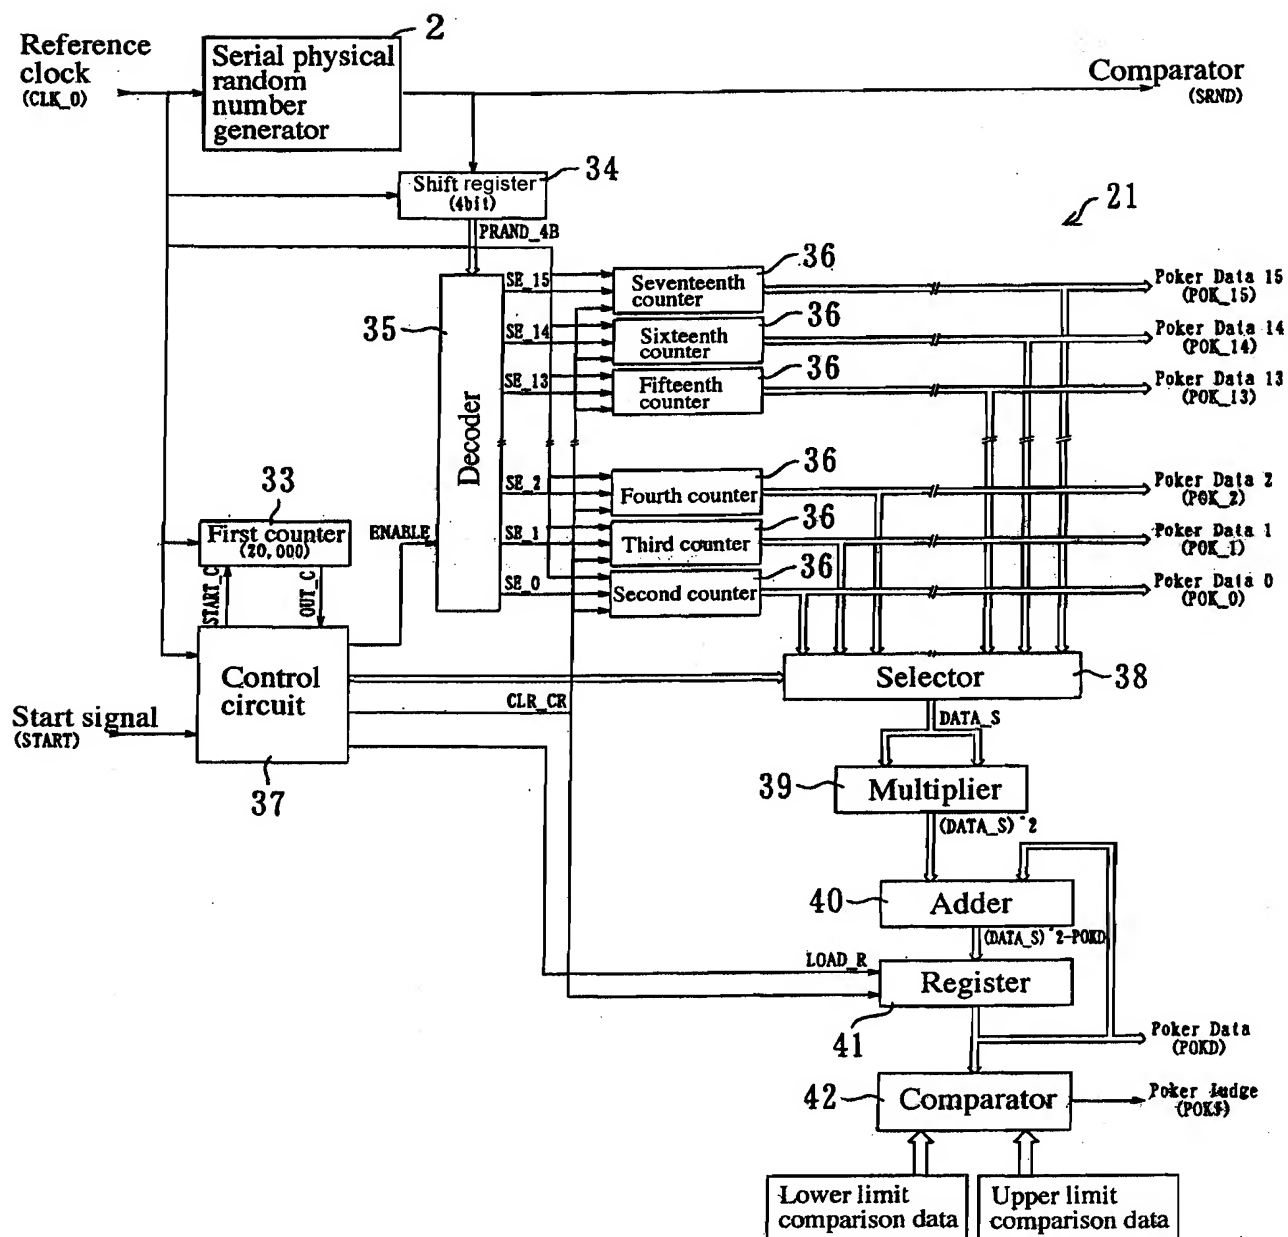 Reference
clock
(CLK_0)
2
Serial physical
random
number
generator
Comparator
(SRND)
Shift register
(4bit)
34
PRAND_4B
21
35
Decoder
SE_15
SE_14
SE_13
SE_2
SE_1
SE_0
36
Seventeenth
counter
36
Sixteenth
counter
36
Fifteenth
counter
36
Fourth counter
36
Third counter
36
Second counter
Poker Data 15
(POK_15)
Poker Data 14
(POK_14)
Poker Data 13
(POK_13)
Poker Data 2
(POK_2)
Poker Data 1
(POK_1)
Poker Data 0
(POK_0)
33
First counter
(20,000)
ENABLE
START_C
OUT_C
Control
circuit
37
Start signal
(START)
CLR_CR
Selector
38
DATA_S
39
Multiplier
(DATA_S)^2
40
Adder
(DATA_S)^2-POKD
LOAD_R
Register
41
Poker Data
(POKD)
42
Comparator
Poker Judge
Lower limit
comparison data
Upper limit
comparison data